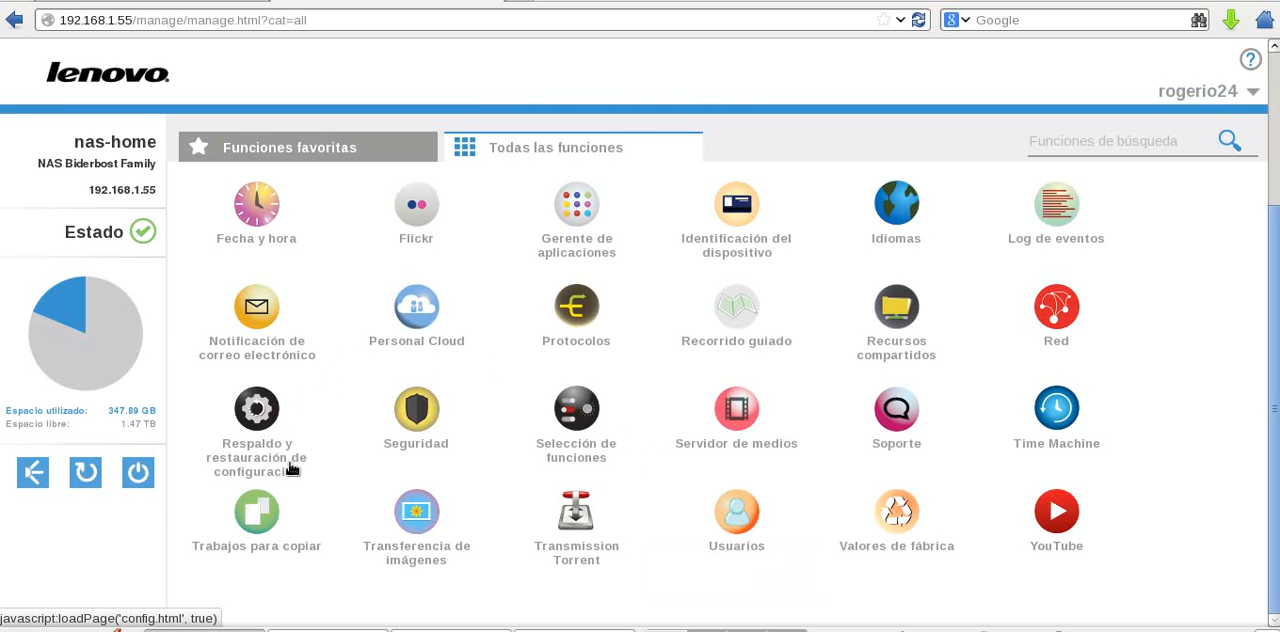 192.168.1.55/manage/manage.html?cat=all
Google
lenovo
rogerio24
nas-home
NAS Biderbost Family
192.168.1.55
Estado
Espacio utilizado: 347.89 GB
Espacio libre: 1.47 TB
Funciones favoritas
Todas las funciones
Funciones de búsqueda
Fecha y hora
Flickr
Gerente de
aplicaciones
Identificación del
dispositivo
Idiomas
Log de eventos
Notificación de
correo electrónico
Personal Cloud
Protocolos
Recorrido guiado
Recursos
compartidos
Red
Respaldo y
restauración de
configuración
Seguridad
Selección de
funciones
Servidor de medios
Soporte
Time Machine
Trabajos para copiar
Transferencia de
imágenes
Transmission
Torrent
Usuarios
Valores de fábrica
YouTube
javascript:loadPage('config.html', true)